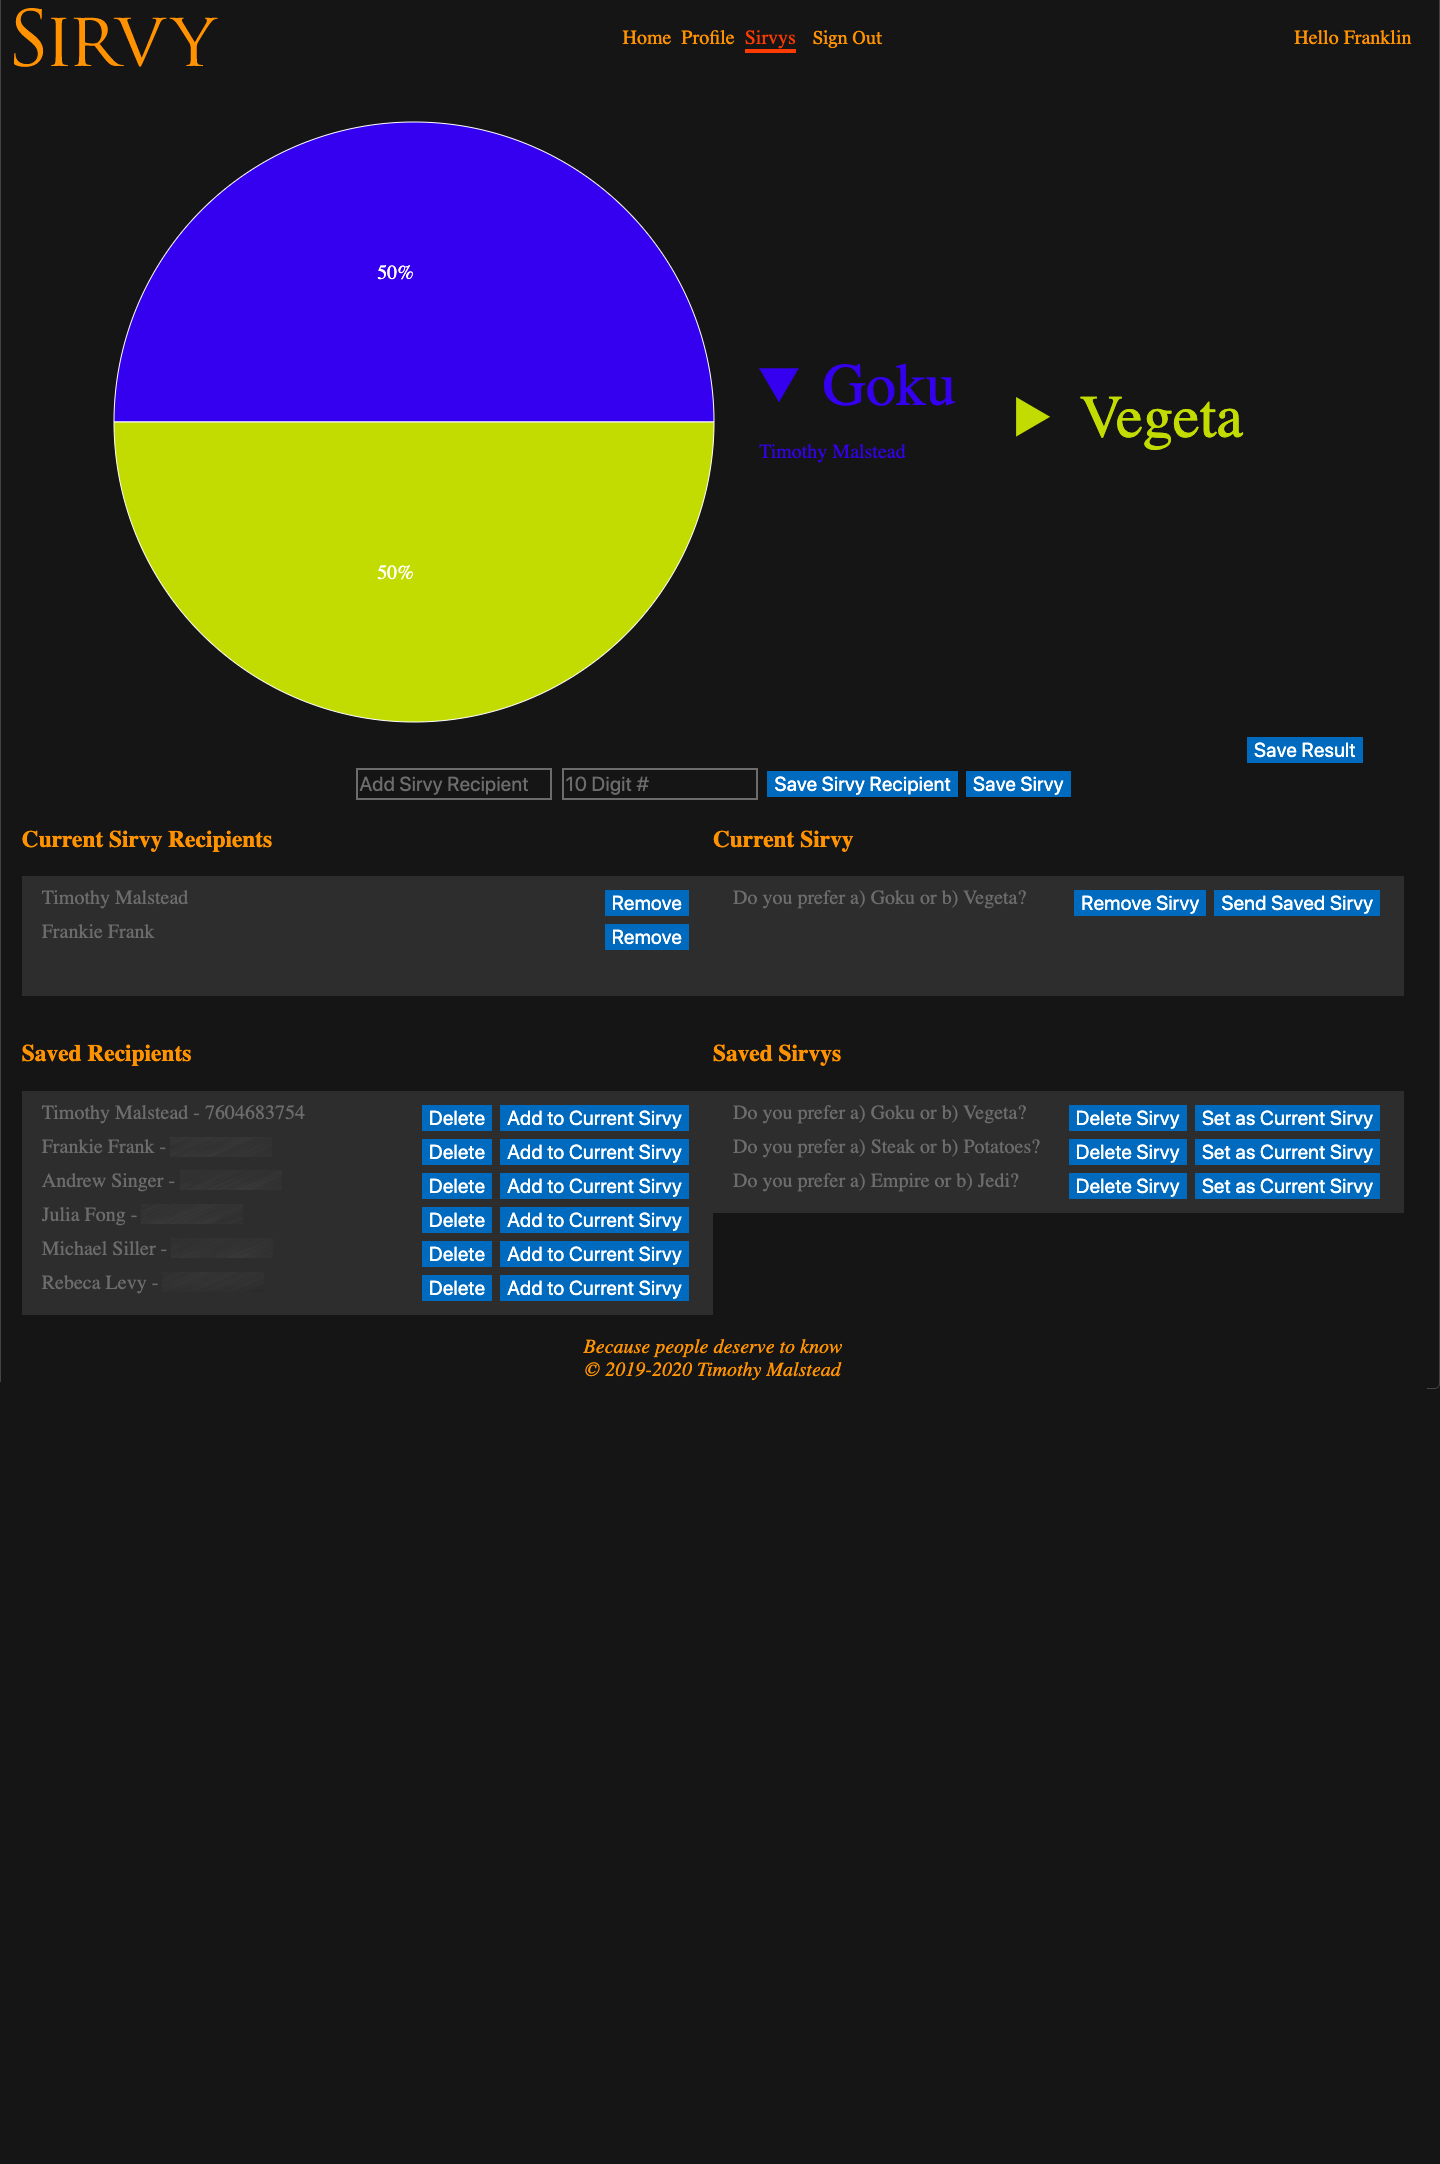 SIRVY
Home Profile Sirvys Sign Out
Hello Franklin
50%
50%
Goku
Timothy Malstead
Vegeta
Save Result
Add Sirvy Recipient 10 Digit # Save Sirvy Recipient Save Sirvy
Current Sirvy Recipients
Timothy Malstead Remove
Frankie Frank Remove
Current Sirvy
Do you prefer a) Goku or b) Vegeta? Remove Sirvy Send Saved Sirvy
Saved Recipients
Timothy Malstead - 7604683754 Delete Add to Current Sirvy
Frankie Frank - Delete Add to Current Sirvy
Andrew Singer - Delete Add to Current Sirvy
Julia Fong - Delete Add to Current Sirvy
Michael Siller - Delete Add to Current Sirvy
Rebeca Levy - Delete Add to Current Sirvy
Saved Sirvys
Do you prefer a) Goku or b) Vegeta? Delete Sirvy Set as Current Sirvy
Do you prefer a) Steak or b) Potatoes? Delete Sirvy Set as Current Sirvy
Do you prefer a) Empire or b) Jedi? Delete Sirvy Set as Current Sirvy
Because people deserve to know
© 2019-2020 Timothy Malstead